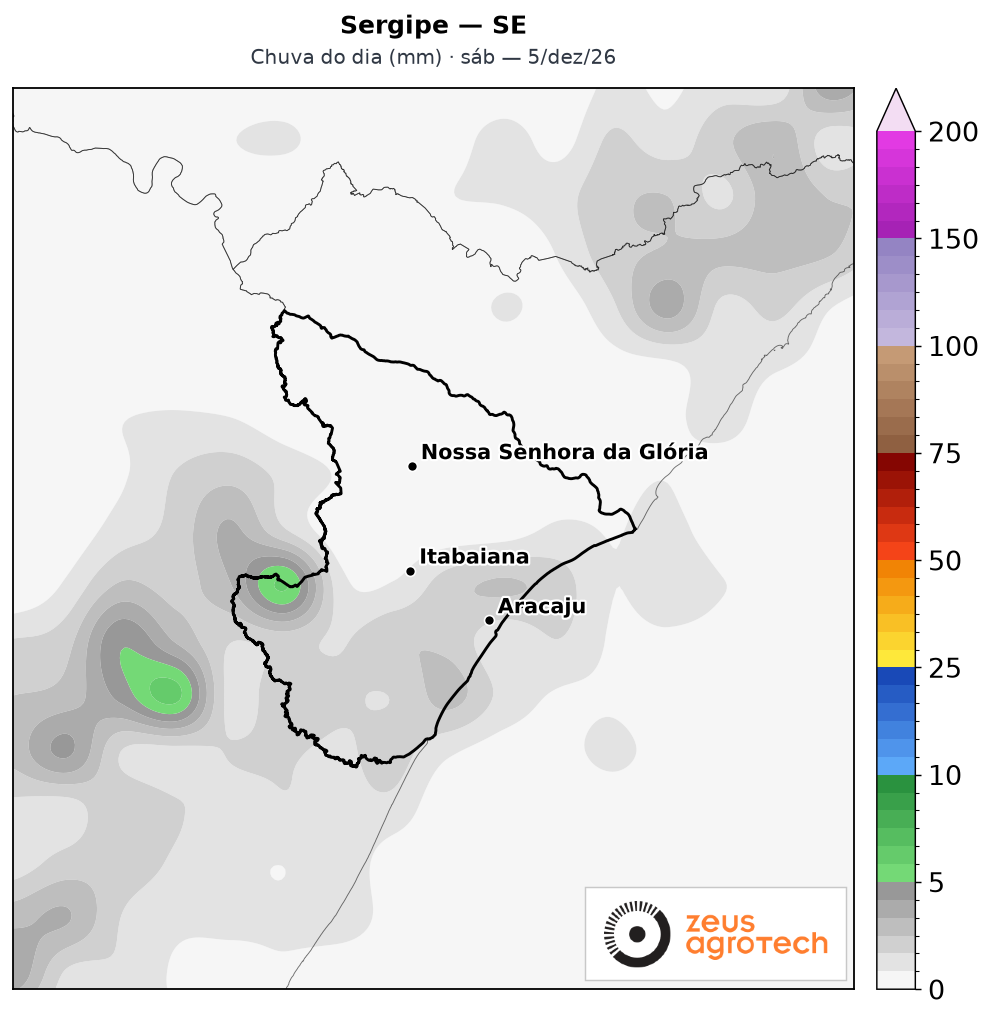 Sergipe — SE
Chuva do dia (mm) · sáb — 5/dez/26
200
150
100
75
50
25
10
5
0
Nossa Senhora da Glória
Itabaiana
Aracaju
zeus
agrotech